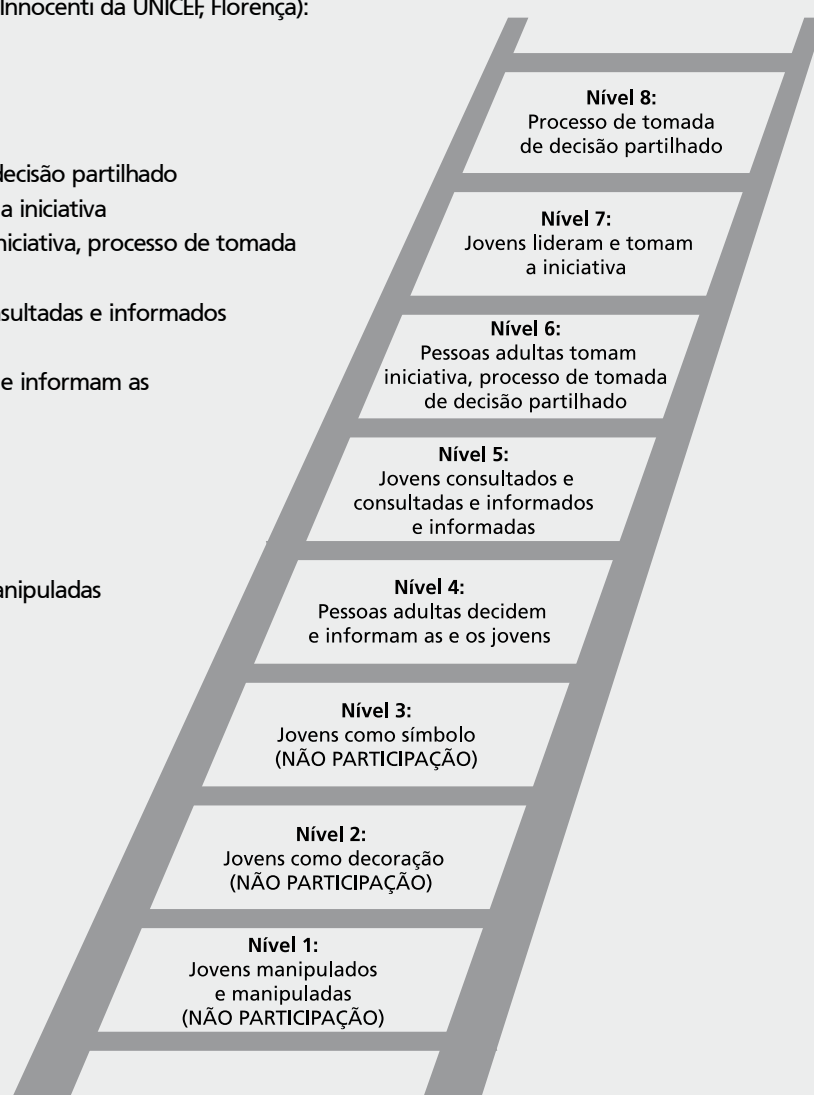 Innocenti da UNICEF, Florença):
decisão partilhado
a iniciativa
niciativa, processo de tomada
sultadas e informados
e informam as
anipuladas
Nível 8:
Processo de tomada
de decisão partilhado
Nível 7:
Jovens lideram e tomam
a iniciativa
Nível 6:
Pessoas adultas tomam
iniciativa, processo de tomada
de decisão partilhado
Nível 5:
Jovens consultados e
consultadas e informados
e informadas
Nível 4:
Pessoas adultas decidem
e informam as e os jovens
Nível 3:
Jovens como símbolo
(NÃO PARTICIPAÇÃO)
Nível 2:
Jovens como decoração
(NÃO PARTICIPAÇÃO)
Nível 1:
Jovens manipulados
e manipuladas
(NÃO PARTICIPAÇÃO)